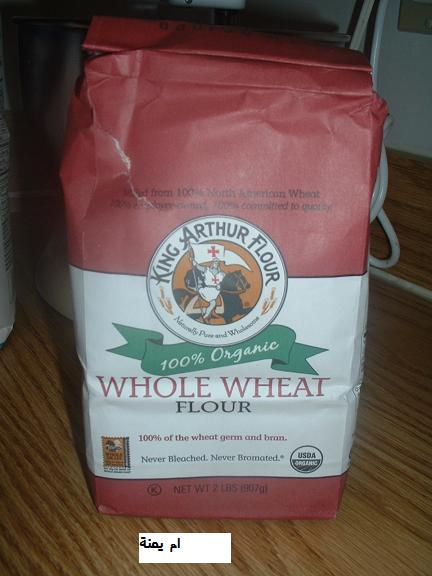 Milled from 100% North American Wheat
100% employee-owned, 100% committed to quality
KING ARTHUR FLOUR
Naturally Pure and Wholesome
100% Organic
WHOLE WHEAT
FLOUR
100% of the wheat germ and bran.
Never Bleached. Never Bromated.®
USDA
ORGANIC
K NET WT 2 LBS (907g)
ام يمنة